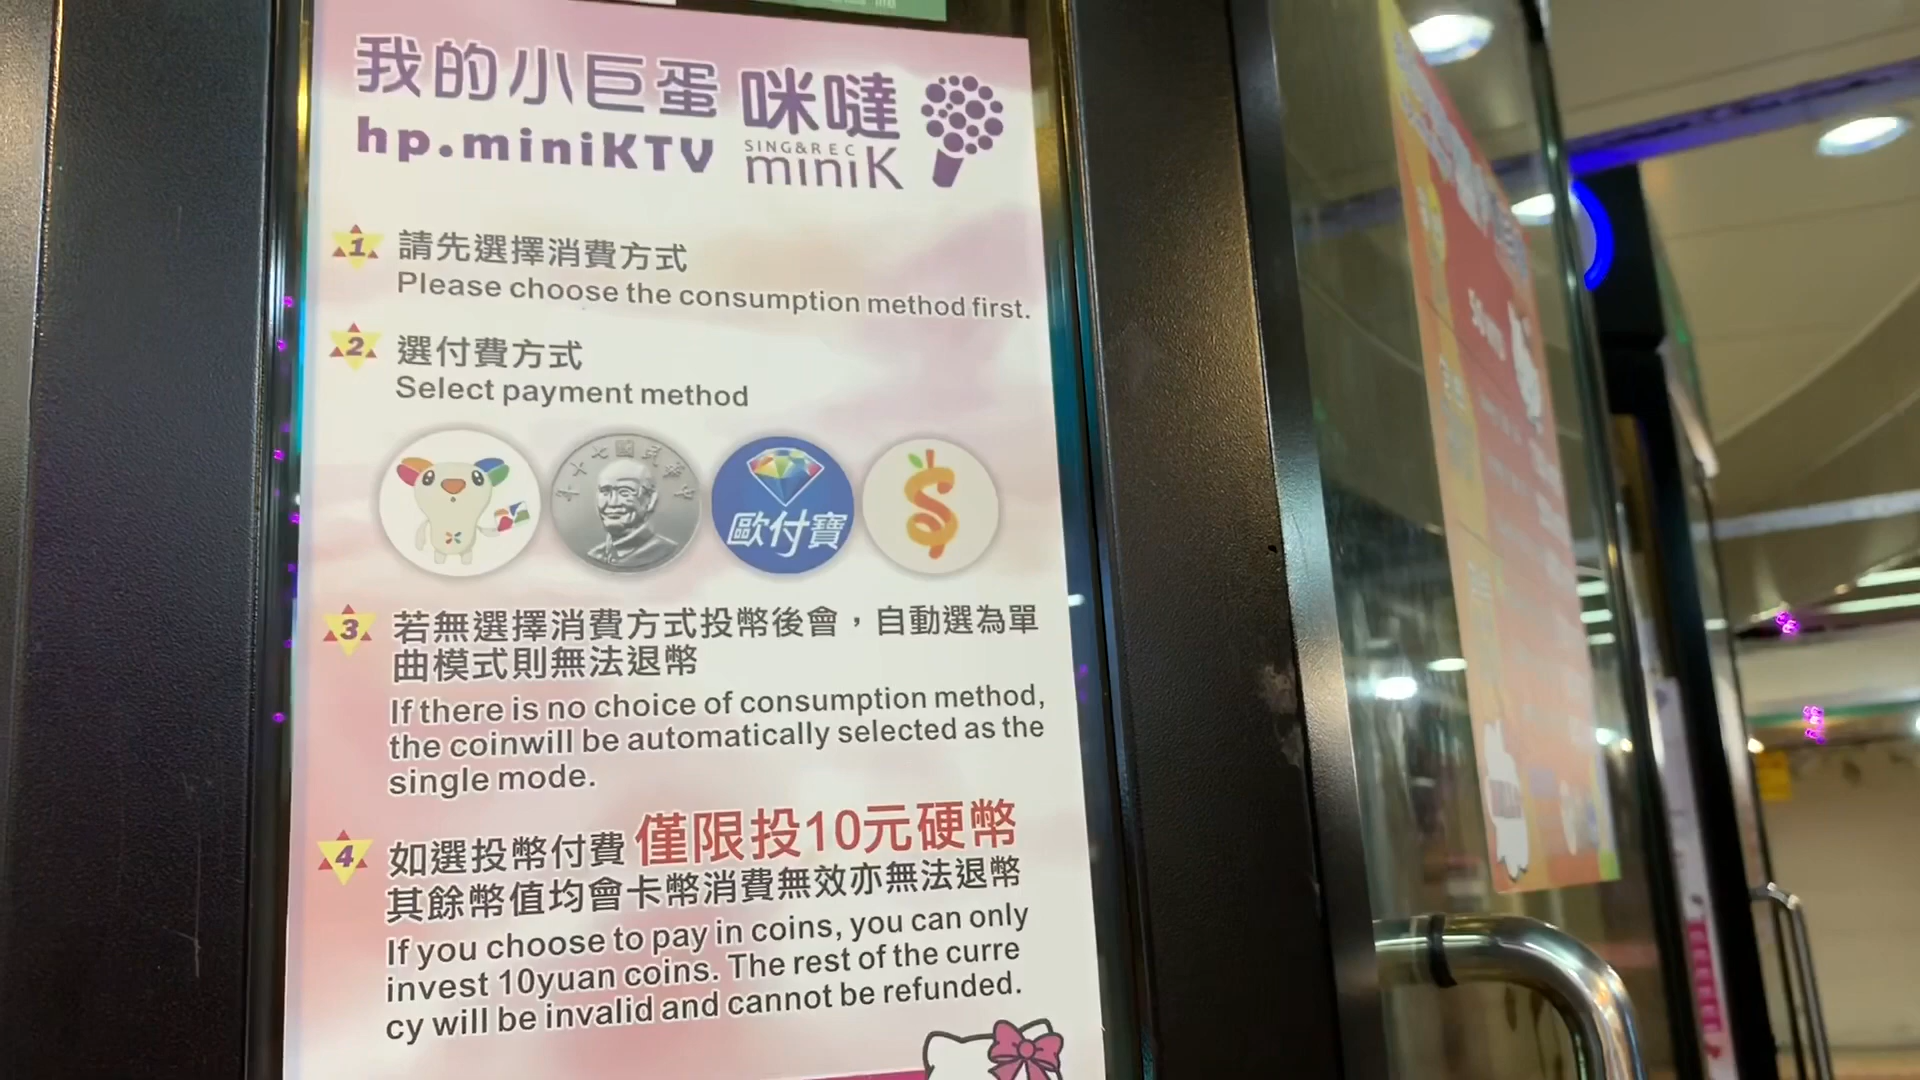 我的小巨蛋 咪噠
hp.miniKTV
SING&REC
miniK
1 請先選擇消費方式
Please choose the consumption method first.
2 選付費方式
Select payment method
中華民國七十年
歐付寶
3 若無選擇消費方式投幣後會，自動選為單
曲模式則無法退幣
If there is no choice of consumption method,
the coinwill be automatically selected as the
single mode.
4 如選投幣付費 僅限投10元硬幣
其餘幣值均會卡幣消費無效亦無法退幣
If you choose to pay in coins, you can only
invest 10yuan coins. The rest of the curre
cy will be invalid and cannot be refunded.